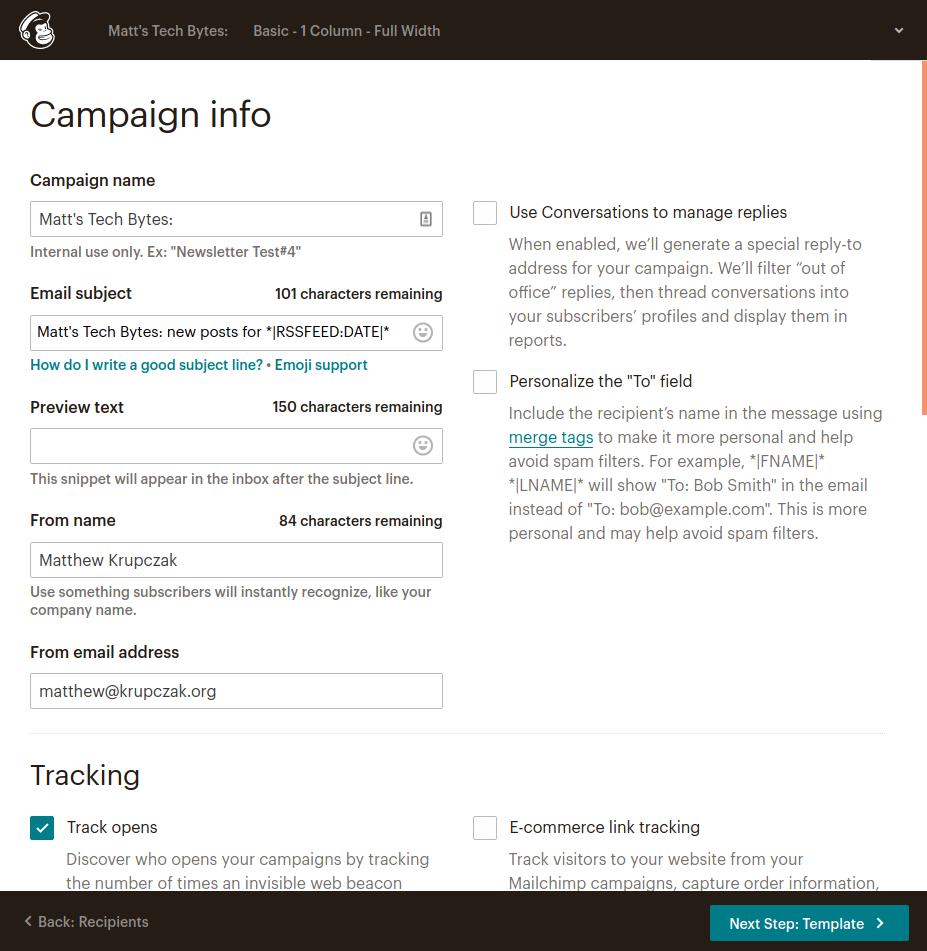 Matt's Tech Bytes: Basic - 1 Column - Full Width
Campaign info
Campaign name
Matt's Tech Bytes:
Internal use only. Ex: "Newsletter Test#4"
Email subject 101 characters remaining
Matt's Tech Bytes: new posts for *|RSSFEED:DATE|*
How do I write a good subject line? • Emoji support
Preview text 150 characters remaining
This snippet will appear in the inbox after the subject line.
From name 84 characters remaining
Matthew Krupczak
Use something subscribers will instantly recognize, like your
company name.
From email address
matthew@krupczak.org
Use Conversations to manage replies
When enabled, we’ll generate a special reply-to
address for your campaign. We’ll filter “out of
office” replies, then thread conversations into
your subscribers’ profiles and display them in
reports.
Personalize the "To" field
Include the recipient’s name in the message using
merge tags to make it more personal and help
avoid spam filters. For example, *|FNAME|*
*|LNAME|* will show "To: Bob Smith" in the email
instead of "To: bob@example.com". This is more
personal and may help avoid spam filters.
Tracking
Track opens
Discover who opens your campaigns by tracking
the number of times an invisible web beacon
E-commerce link tracking
Track visitors to your website from your
Mailchimp campaigns, capture order information,
Back: Recipients
Next Step: Template